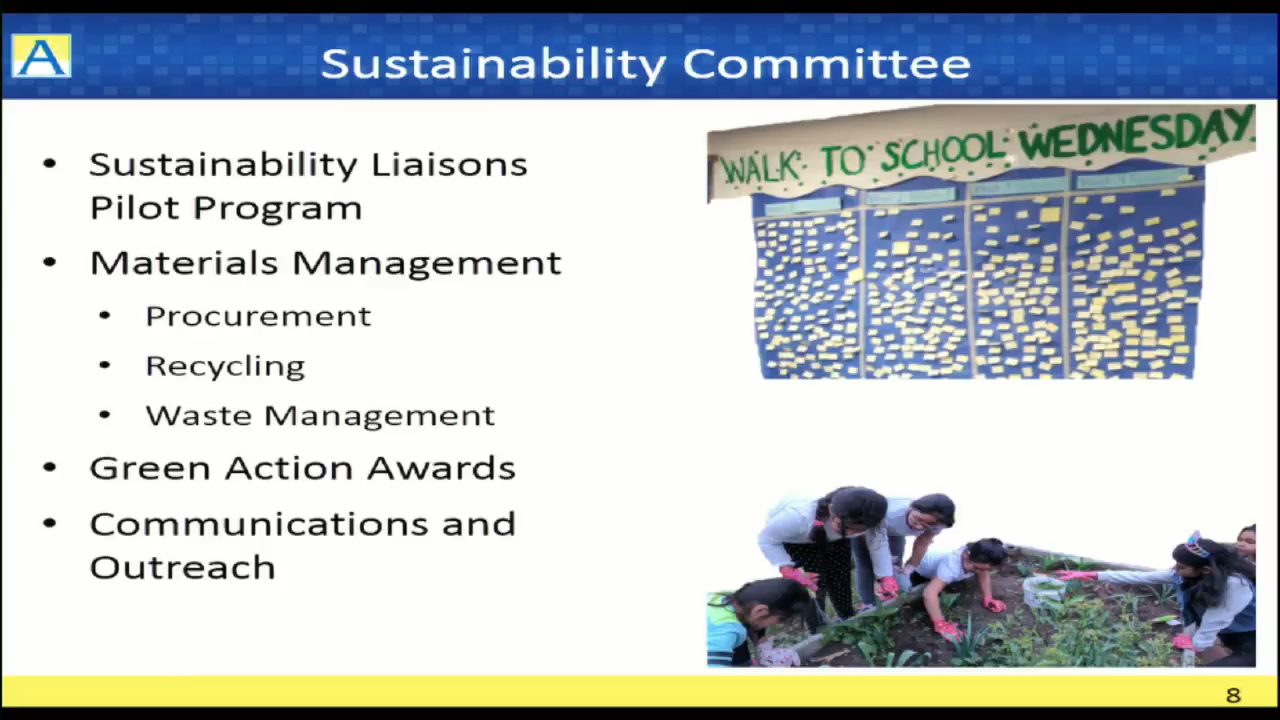 A
Sustainability Committee
• Sustainability Liaisons
Pilot Program
• Materials Management
• Procurement
• Recycling
• Waste Management
• Green Action Awards
• Communications and
Outreach
WALK TO SCHOOL WEDNESDAY
8